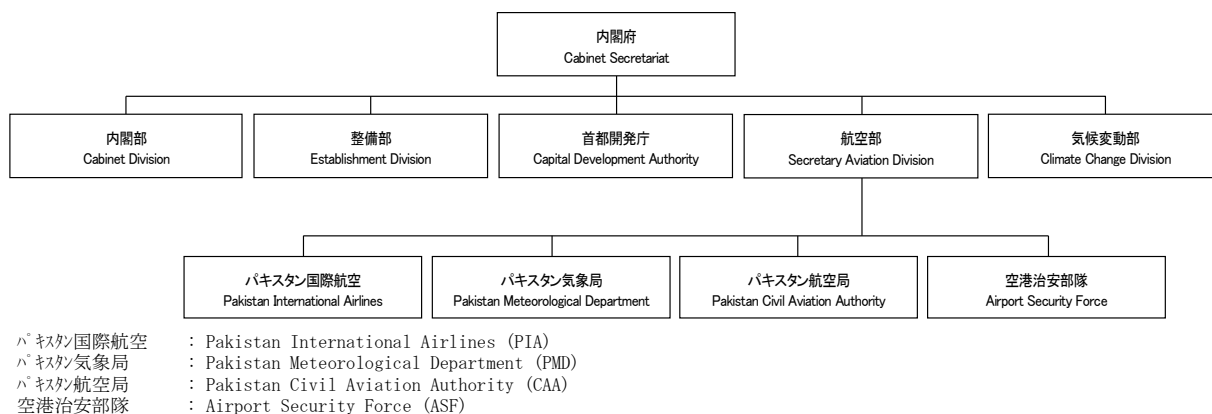 内閣府
Cabinet Secretariat
内閣部
Cabinet Division
整備部
Establishment Division
首都開発庁
Capital Development Authority
航空部
Secretary Aviation Division
気候変動部
Climate Change Division
パキスタン国際航空
Pakistan International Airlines
パキスタン気象局
Pakistan Meteorological Department
パキスタン航空局
Pakistan Civil Aviation Authority
空港治安部隊
Airport Security Force
パキスタン国際航空 : Pakistan International Airlines (PIA)
パキスタン気象局 : Pakistan Meteorological Department (PMD)
パキスタン航空局 : Pakistan Civil Aviation Authority (CAA)
空港治安部隊 : Airport Security Force (ASF)